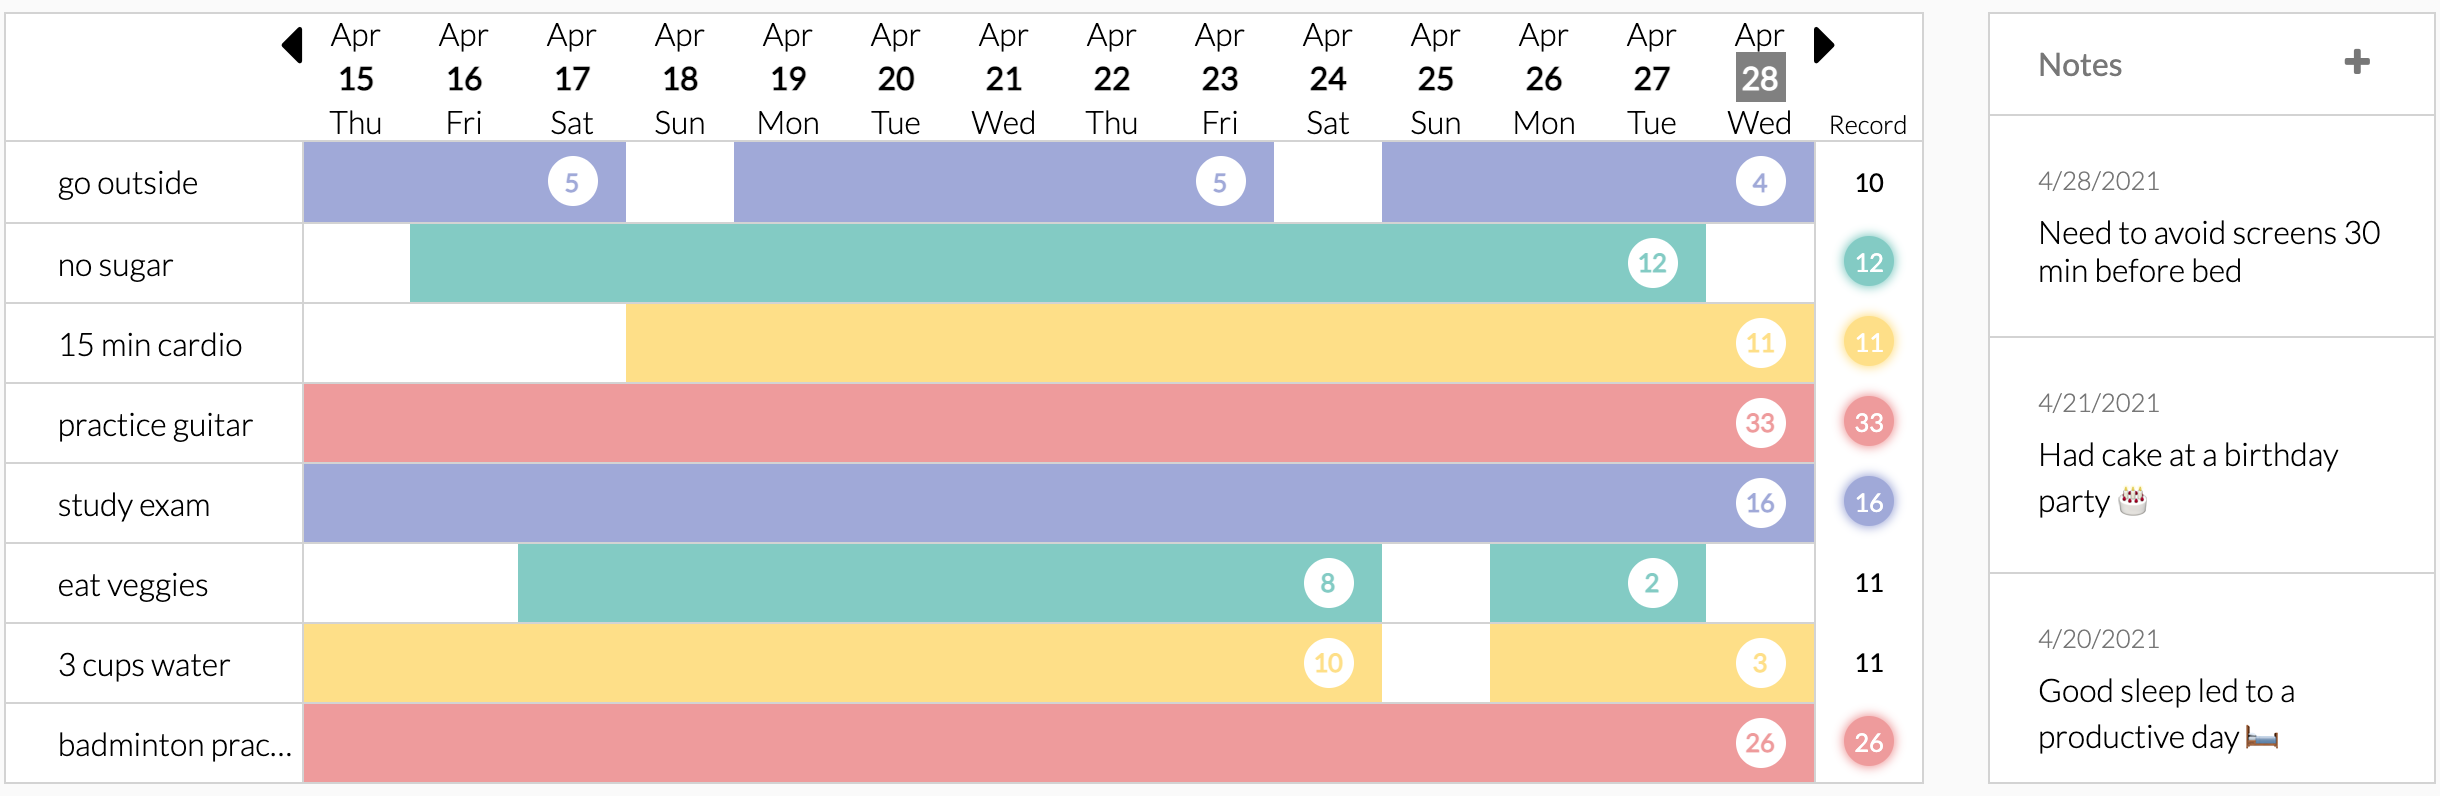 Apr Apr Apr Apr Apr Apr Apr Apr Apr Apr Apr Apr Apr Apr
15 16 17 18 19 20 21 22 23 24 25 26 27 28
Thu Fri Sat Sun Mon Tue Wed Thu Fri Sat Sun Mon Tue Wed Record
go outside 5 5 4 10
no sugar 12 12
15 min cardio 11 11
practice guitar 33 33
study exam 16 16
eat veggies 8 2 11
3 cups water 10 3 11
badminton prac... 26 26
Notes +
4/28/2021
Need to avoid screens 30
min before bed
4/21/2021
Had cake at a birthday
party 🎂
4/20/2021
Good sleep led to a
productive day 🛏️